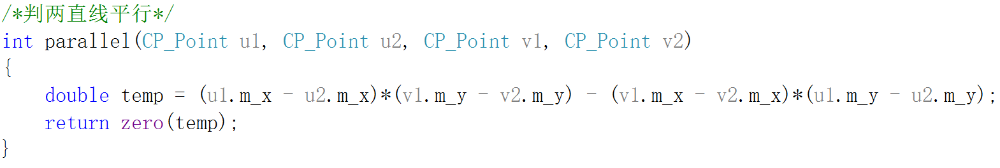 /*判两直线平行*/
int parallel(CP_Point u1, CP_Point u2, CP_Point v1, CP_Point v2)
{
    double temp = (u1.m_x - u2.m_x)*(v1.m_y - v2.m_y) - (v1.m_x - v2.m_x)*(u1.m_y - u2.m_y);
    return zero(temp);
}